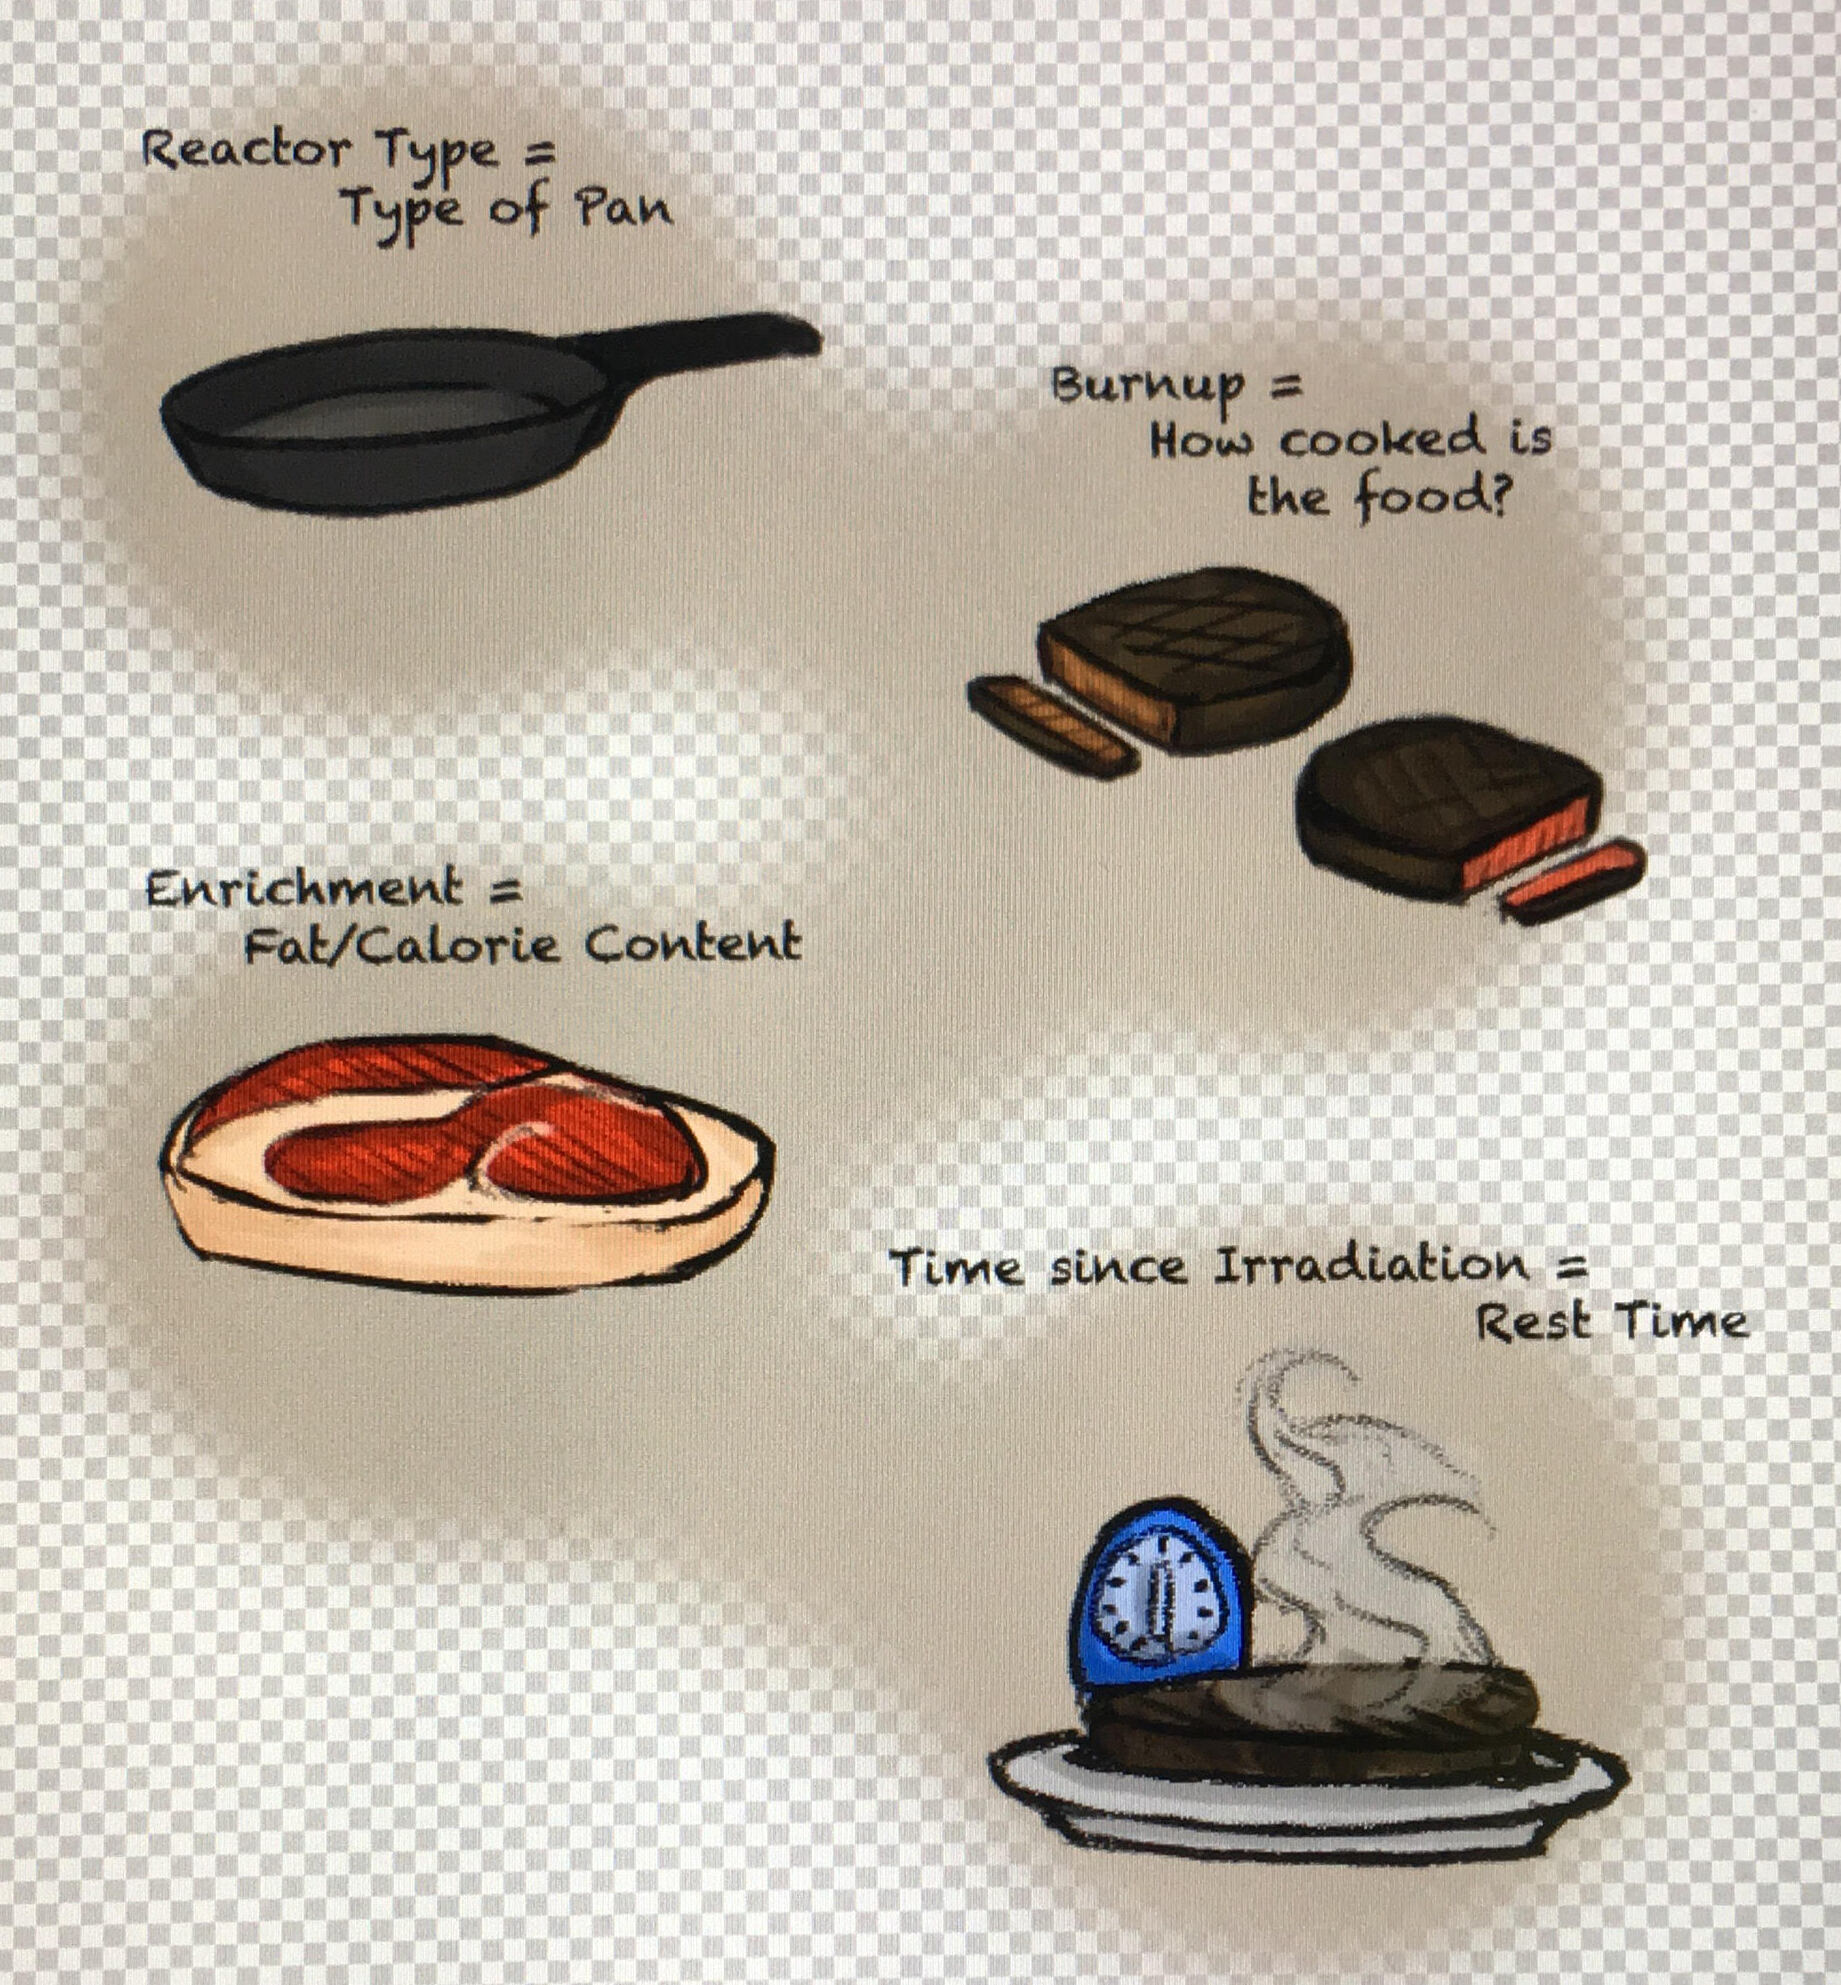 Reactor Type =
Type of Pan
Burnup =
How cooked is
the food?
Enrichment =
Fat/Calorie Content
Time since Irradiation =
Rest Time